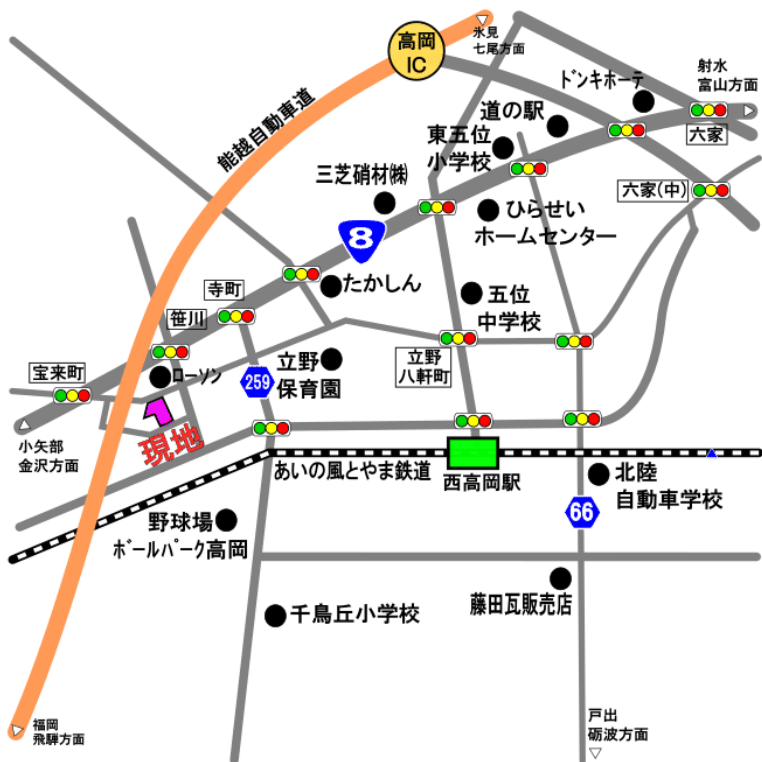 氷見
七尾方面
高岡
IC
射水
富山方面
ドンキホーテ
道の駅
六家
能越自動車道
東五位
小学校
三芝硝材㈱
六家(中)
ひらせい
ホームセンター
8
たかしん
寺町
五位
中学校
笹川
立野
保育園
立野
八軒町
宝来町
ローソン
259
現地
小矢部
金沢方面
あいの風とやま鉄道
西高岡駅
北陸
自動車学校
66
野球場
ボールパーク高岡
藤田瓦販売店
千鳥丘小学校
福岡
飛騨方面
戸出
砺波方面